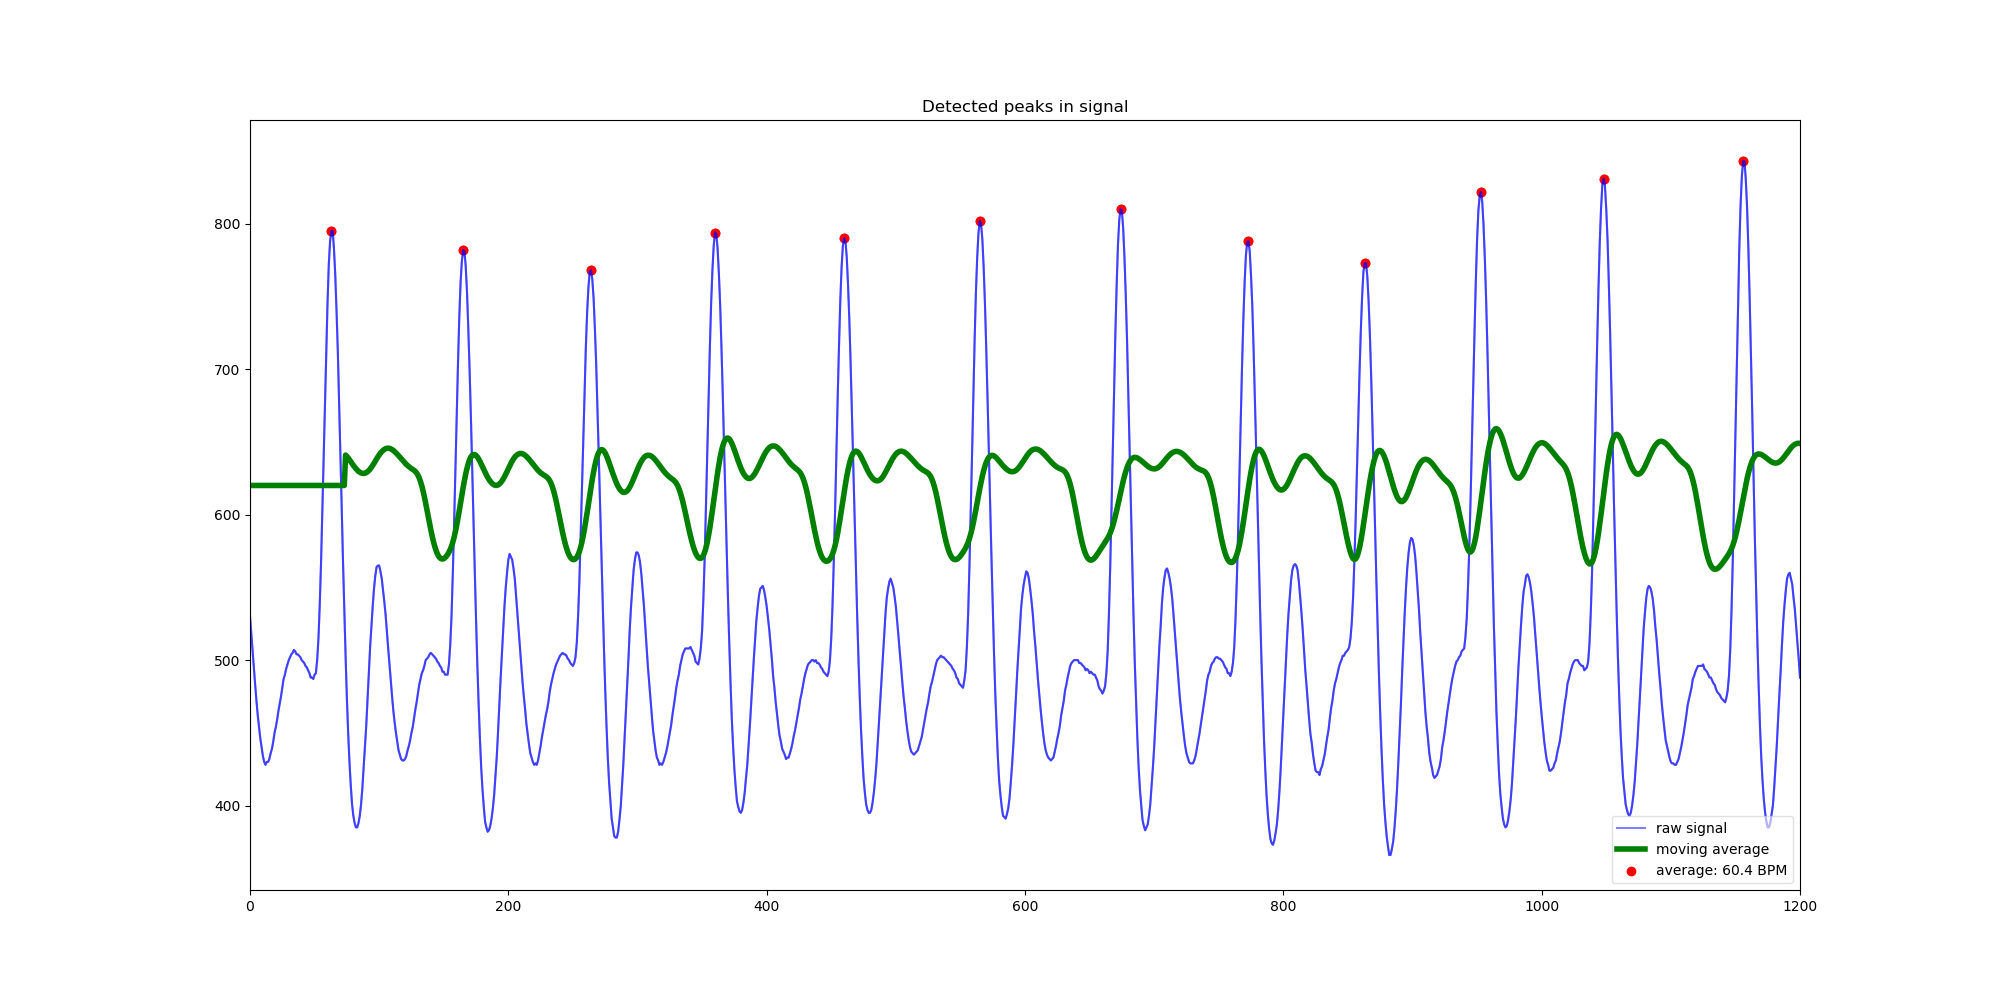 Detected peaks in signal
800
700
600
500
400
0 200 400 600 800 1000 1200
raw signal
moving average
average: 60.4 BPM